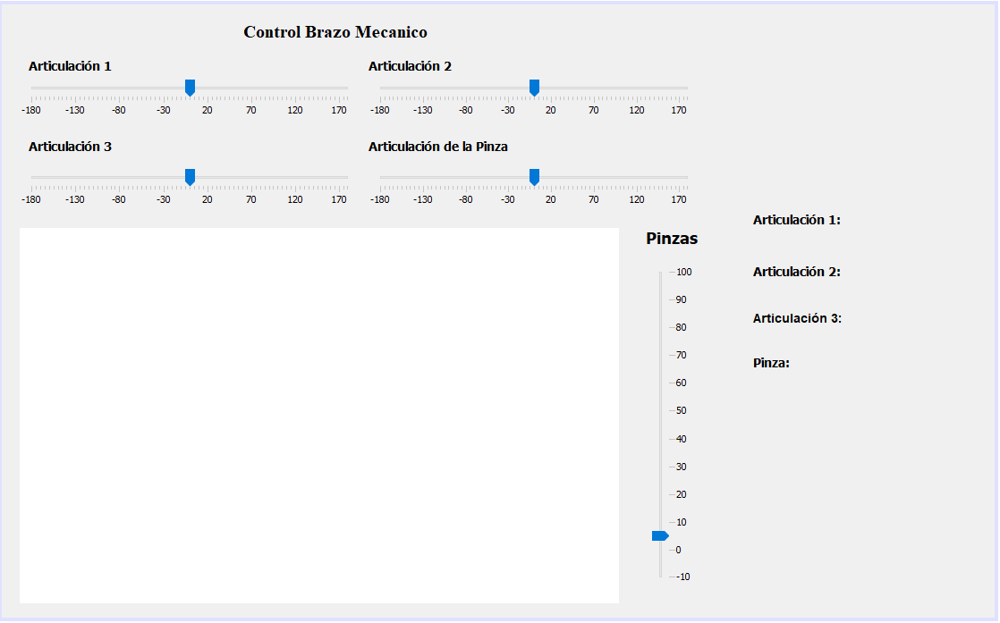 Control Brazo Mecanico
Articulación 1
Articulación 2
-180 -130 -80 -30 20 70 120 170
-180 -130 -80 -30 20 70 120 170
Articulación 3
Articulación de la Pinza
-180 -130 -80 -30 20 70 120 170
-180 -130 -80 -30 20 70 120 170
Pinzas
100
90
80
70
60
50
40
30
20
10
0
-10
Articulación 1:
Articulación 2:
Articulación 3:
Pinza: